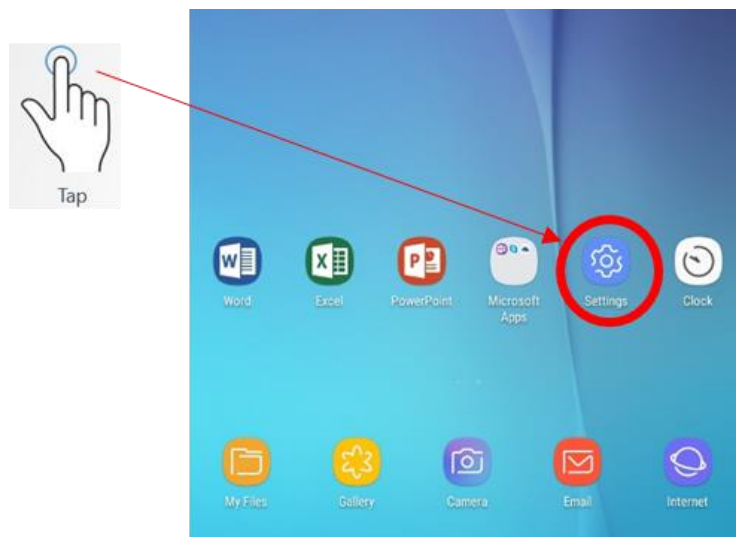 Tap
Word
Excel
PowerPoint
Microsoft
Apps
Settings
Clock
My Files
Gallery
Camera
Email
Internet